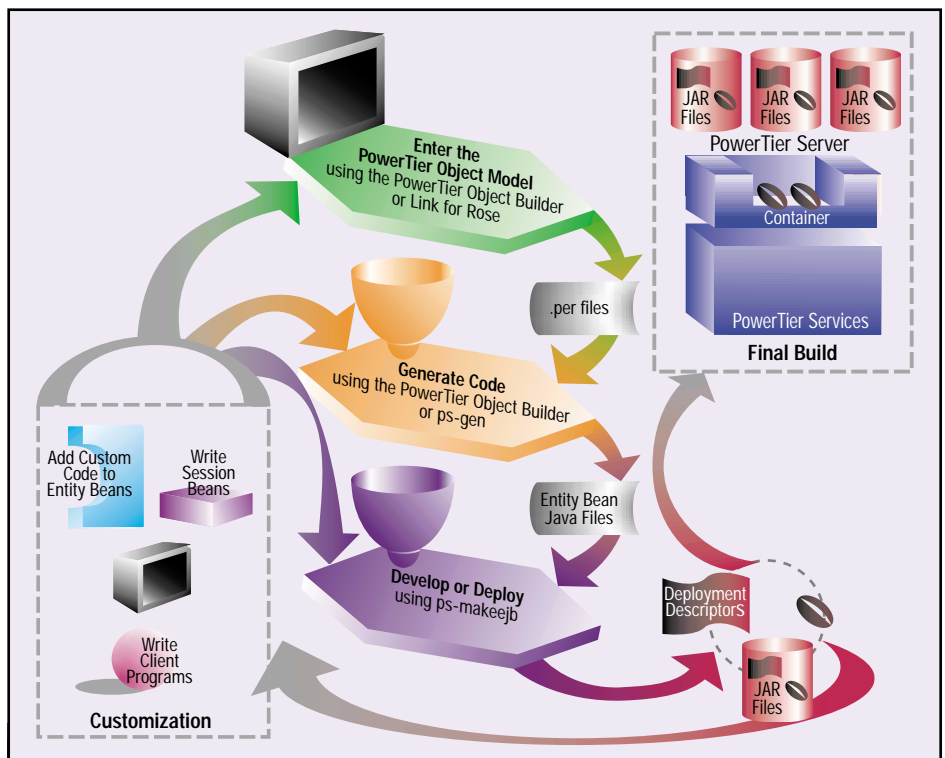 Enter the
PowerTier Object Model
using the PowerTier Object Builder
or Link for Rose
.per files
Generate Code
using the PowerTier Object Builder
or ps-gen
Entity Bean
Java Files
Develop or Deploy
using ps-makeejb
Deployment
Descriptors
JAR
Files
JAR
Files
JAR
Files
JAR
Files
PowerTier Server
Container
PowerTier Services
Final Build
Add Custom
Code to
Entity Beans
Write
Session
Beans
Write
Client
Programs
Customization